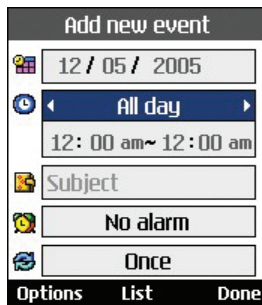 Add new event
12/ 05/ 2005
All day
12: 00 am~ 12:00 am
Subject
No alarm
Once
Options List Done